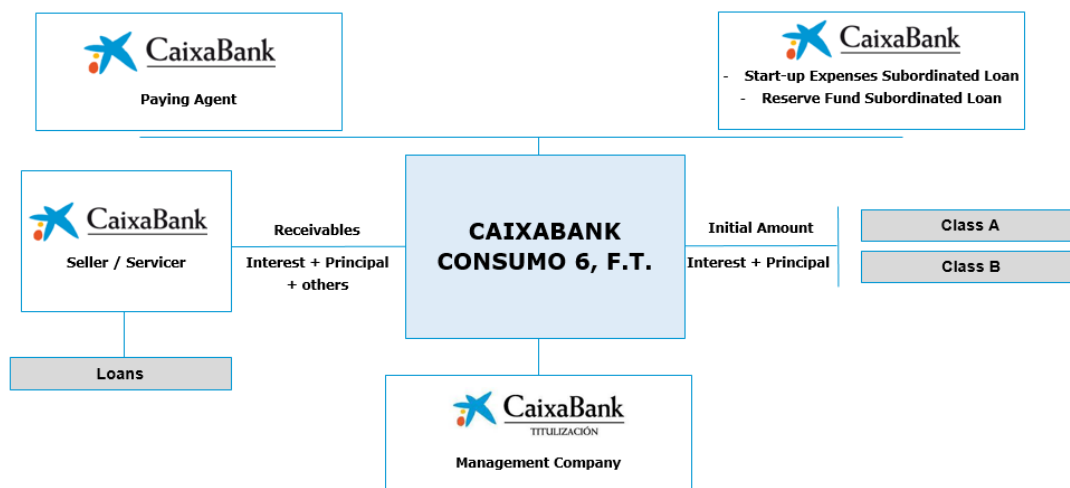 CaixaBank
Paying Agent
CaixaBank
- Start-up Expenses Subordinated Loan
- Reserve Fund Subordinated Loan
CaixaBank
Seller / Servicer
Receivables
Interest + Principal
+ others
CAIXABANK
CONSUMO 6, F.T.
Initial Amount
Interest + Principal
Class A
Class B
Loans
CaixaBank
TITULIZACIÓN
Management Company